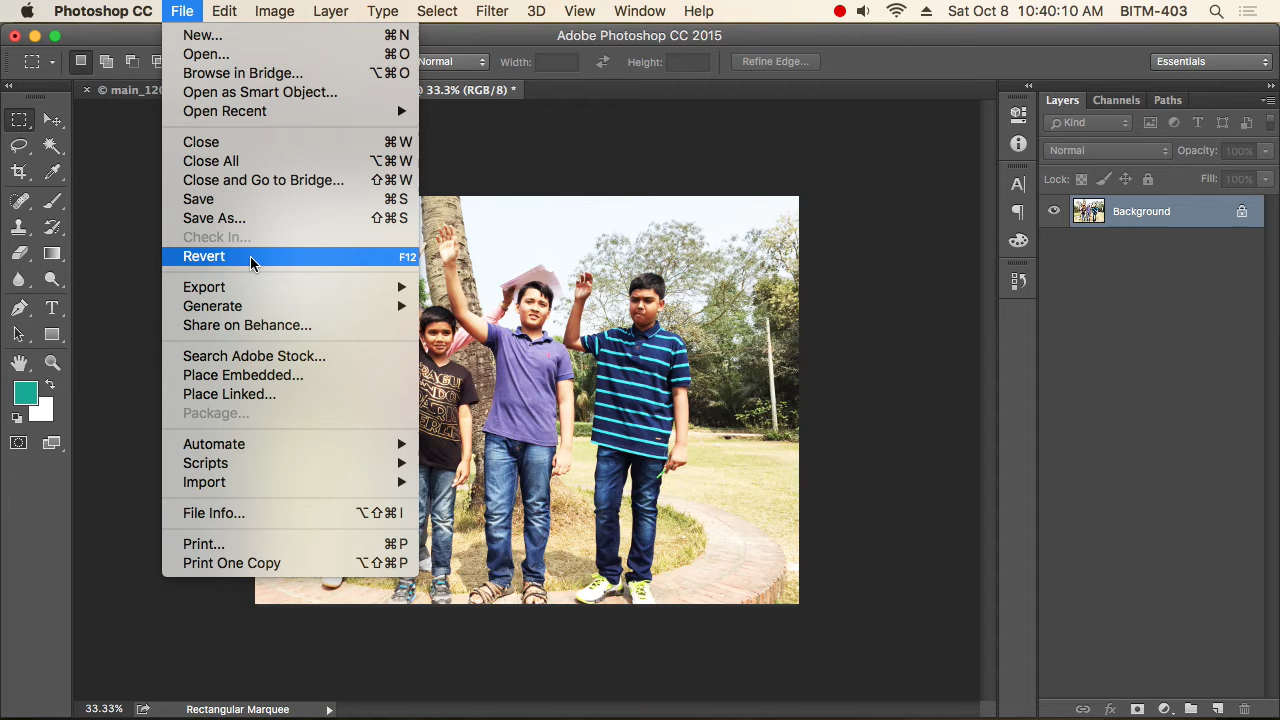 Photoshop CC File Edit Image Layer Type Select Filter 3D View Window Help Sat Oct 8 10:40:10 AM BITM-403
Adobe Photoshop CC 2015
Normal Width: Height: Refine Edge... Essentials
© main_120 @ 33.3% (RGB/8) *
New... ⌘N
Open... ⌘O
Browse in Bridge... ⌥⌘O
Open as Smart Object...
Open Recent
Close ⌘W
Close All ⌥⌘W
Close and Go to Bridge... ⇧⌘W
Save ⌘S
Save As... ⇧⌘S
Check In...
Revert F12
Export
Generate
Share on Behance...
Search Adobe Stock...
Place Embedded...
Place Linked...
Package...
Automate
Scripts
Import
File Info... ⌥⇧⌘I
Print... ⌘P
Print One Copy ⌥⇧⌘P
Layers Channels Paths
Kind
Normal Opacity: 100%
Lock: Fill: 100%
Background
33.33% Rectangular Marquee